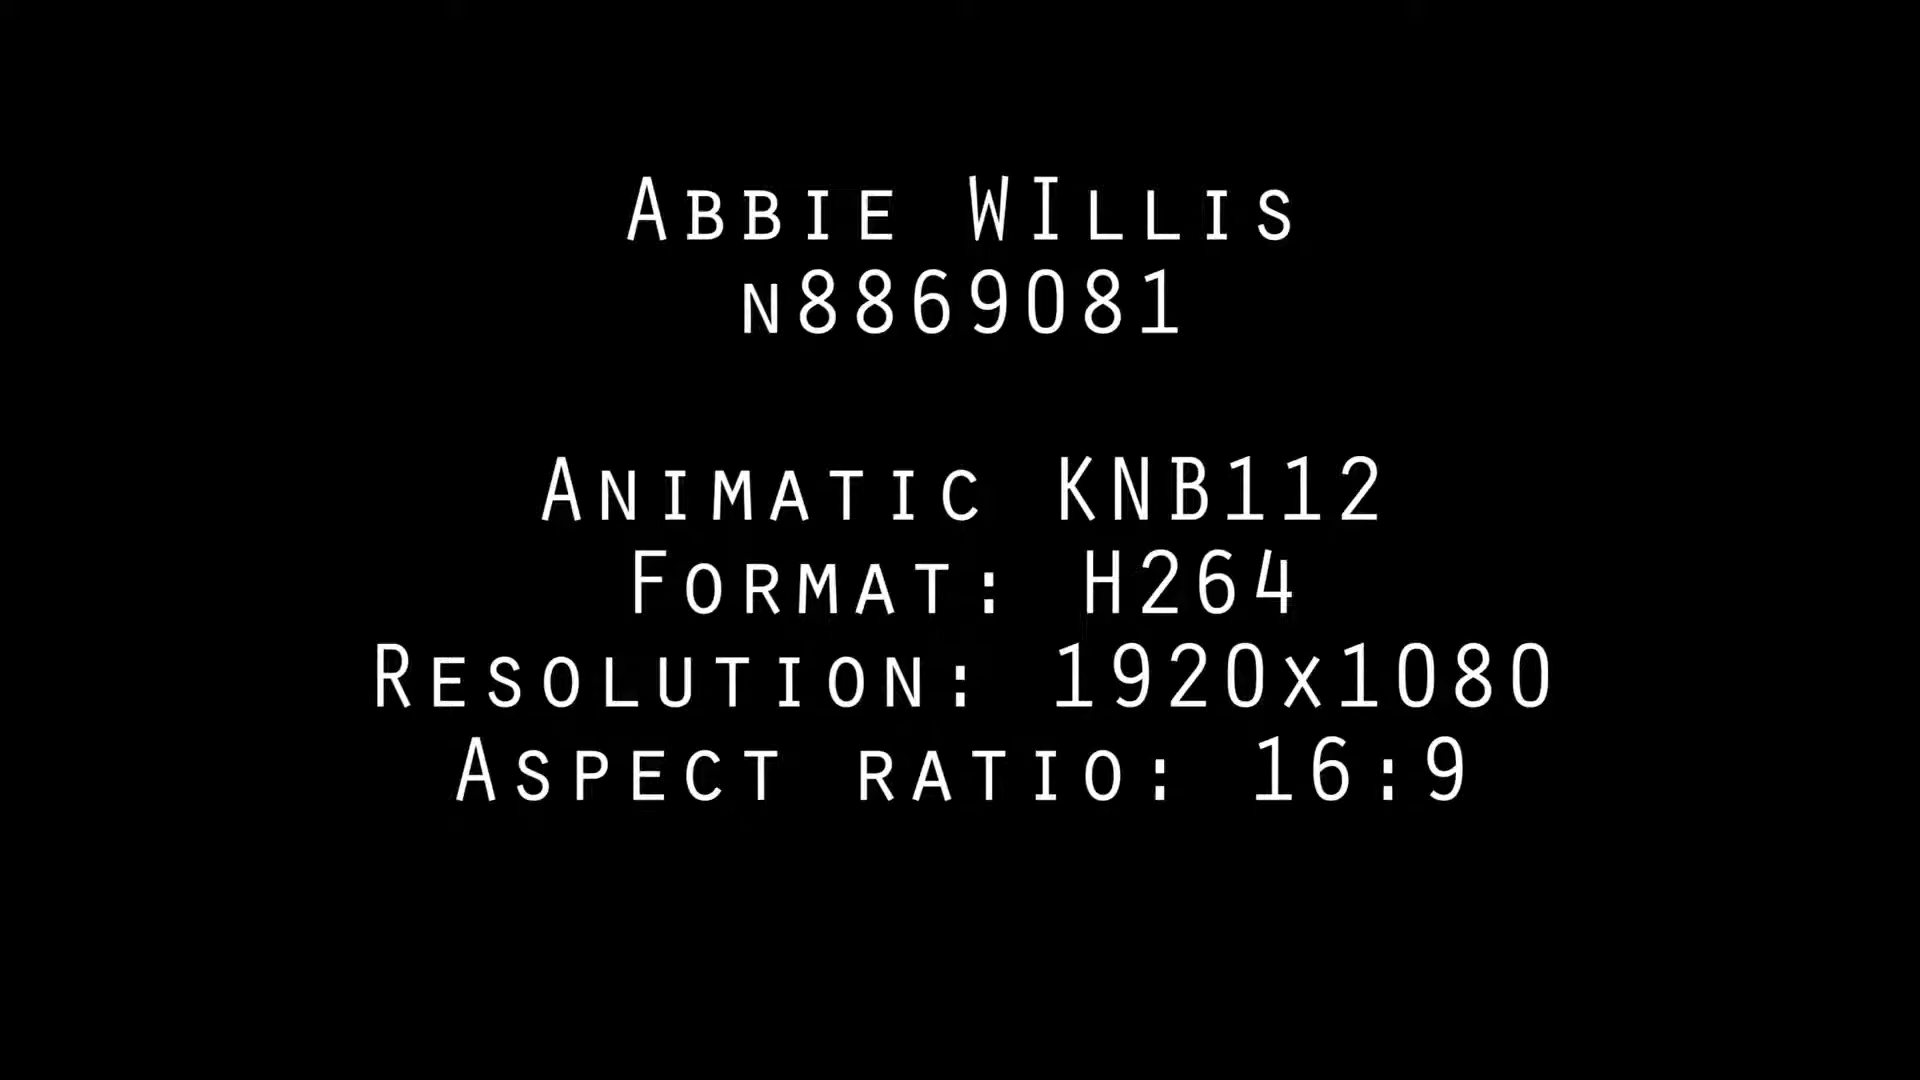 Abbie WIllis
n8869081
Animatic KNB112
Format: H264
Resolution: 1920x1080
Aspect ratio: 16:9